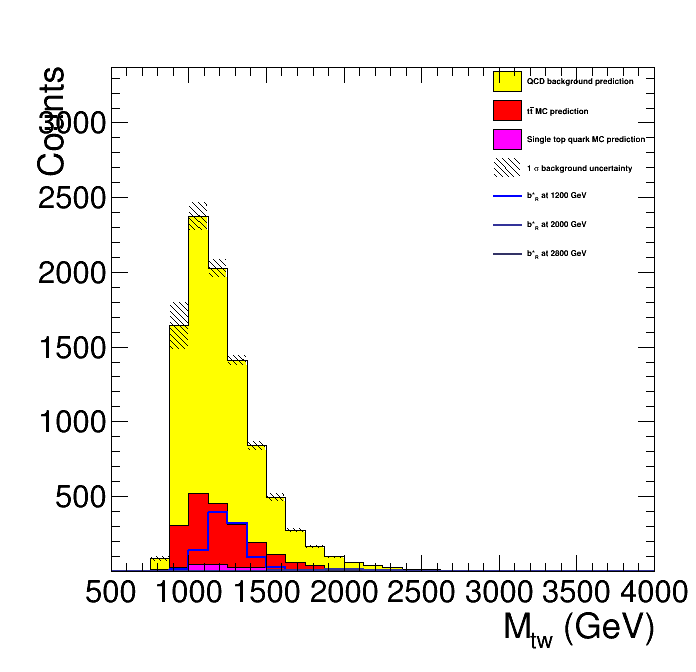 Counts
3000
2500
2000
1500
1000
500
QCD background prediction
tt̅ MC prediction
Single top quark MC prediction
1 σ background uncertainty
b*R at 1200 GeV
b*R at 2000 GeV
b*R at 2800 GeV
500 1000 1500 2000 2500 3000 3500 4000
Mtw (GeV)